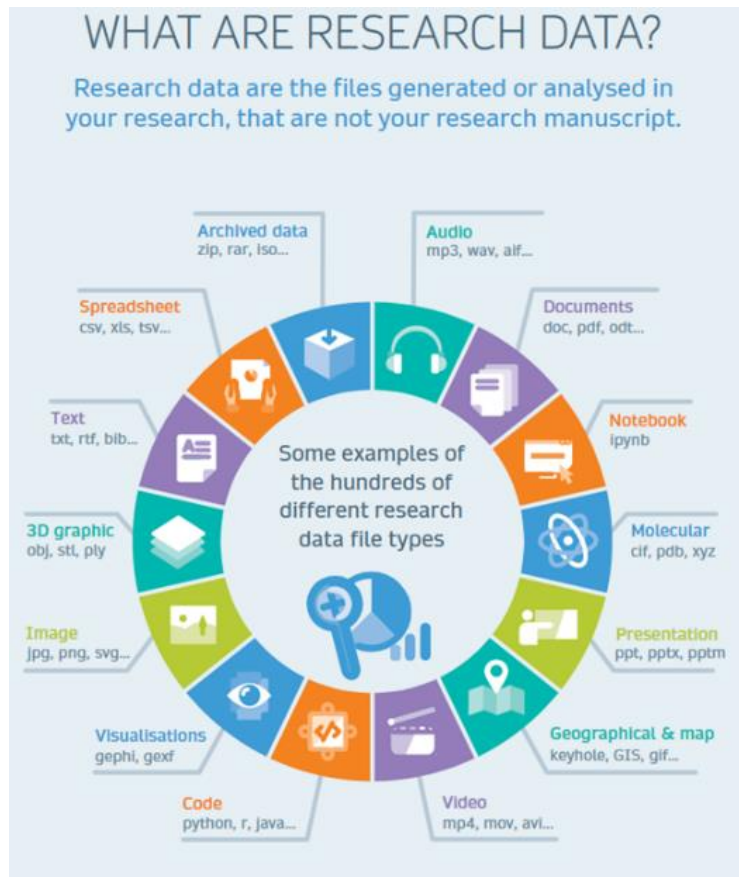 WHAT ARE RESEARCH DATA?
Research data are the files generated or analysed in
your research, that are not your research manuscript.
Archived data
zip, rar, iso...
Audio
mp3, wav, aif...
Spreadsheet
csv, xls, tsv...
Documents
doc, pdf, odt...
Text
txt, rtf, bib...
Notebook
ipynb
Some examples of
the hundreds of
different research
data file types
3D graphic
obj, stl, ply
Molecular
cif, pdb, xyz
Image
jpg, png, svg...
Presentation
ppt, pptx, pptm
Visualisations
gephi, gexf
Geographical & map
keyhole, GIS, gif...
Code
python, r, java...
Video
mp4, mov, avi...